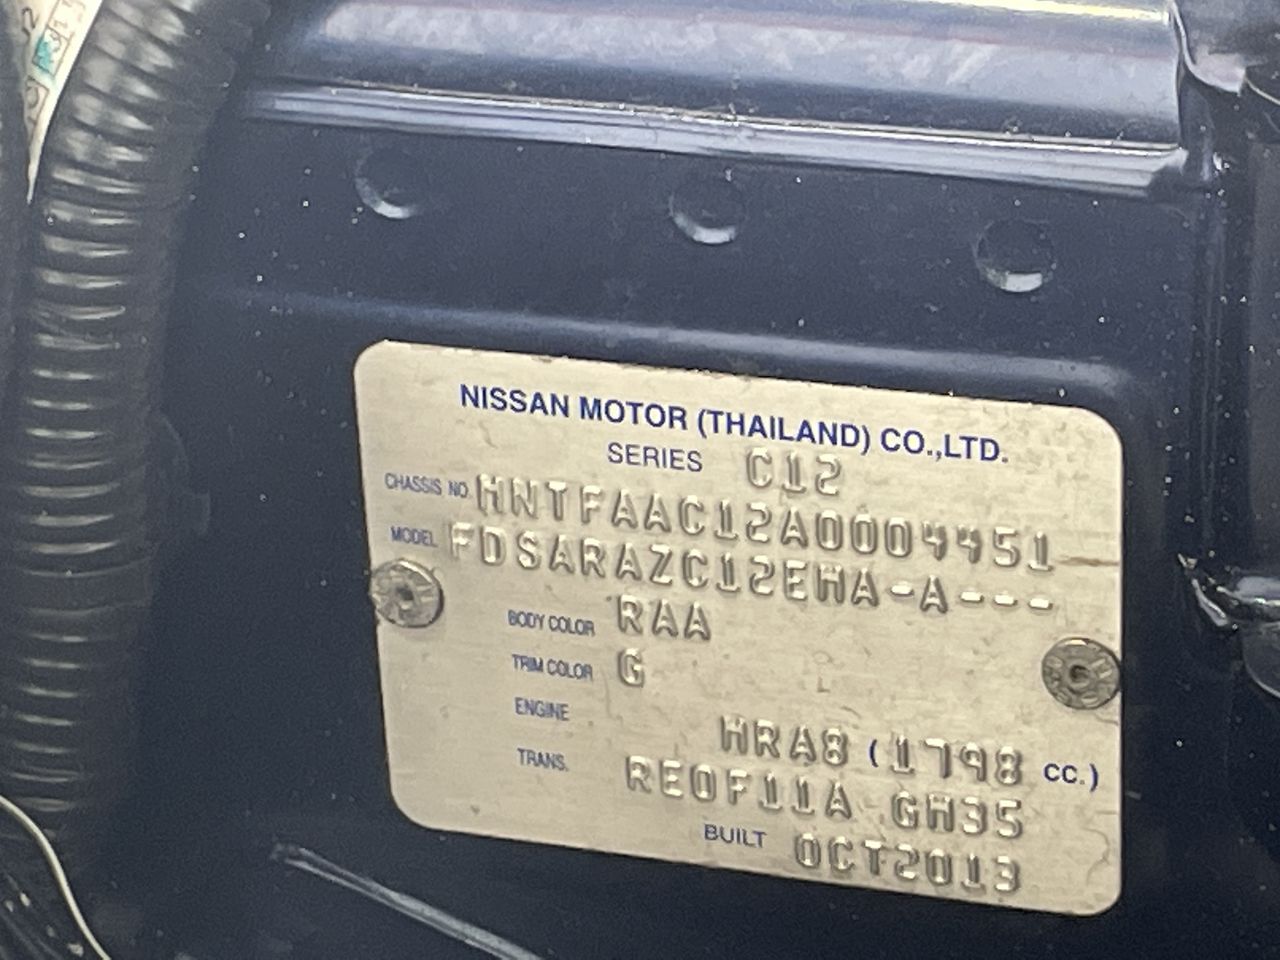 NISSAN MOTOR (THAILAND) CO.,LTD.
SERIES C12
CHASSIS NO. MNTFAAC12A0004451
MODEL FDSARAZC12EHA-A---
BODY COLOR RAA
TRIM COLOR G
ENGINE MRA8 (1798 CC.)
TRANS. RE0F11A GH35
BUILT OCT2013